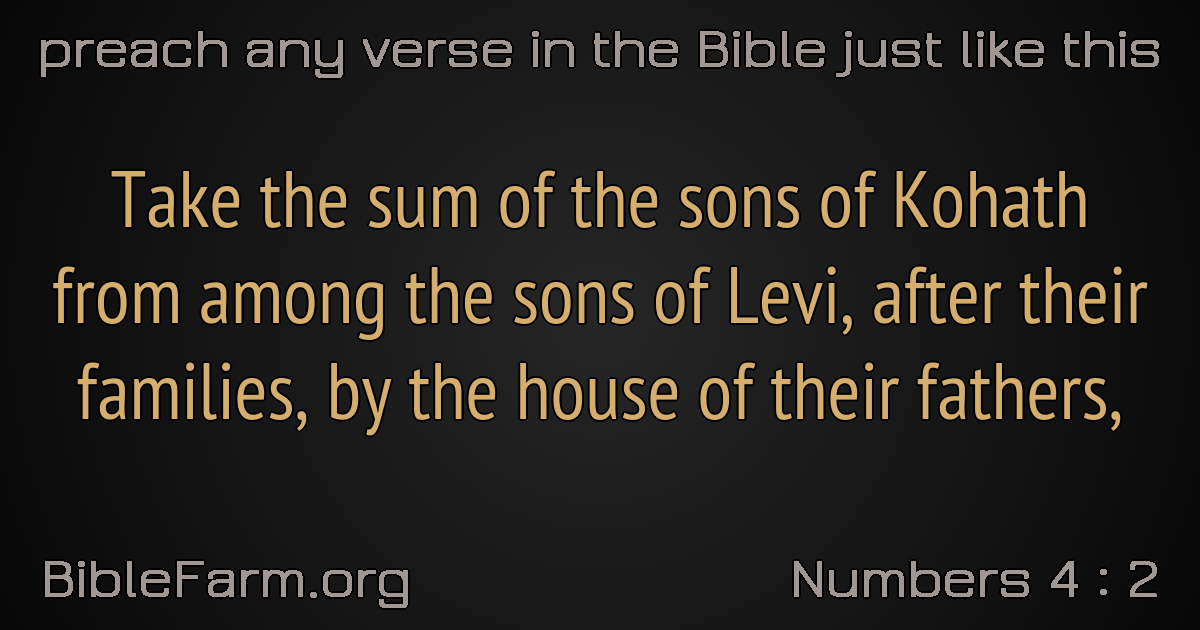 preach any verse in the Bible just like this
Take the sum of the sons of Kohath
from among the sons of Levi, after their
families, by the house of their fathers,
BibleFarm.org
Numbers 4 : 2